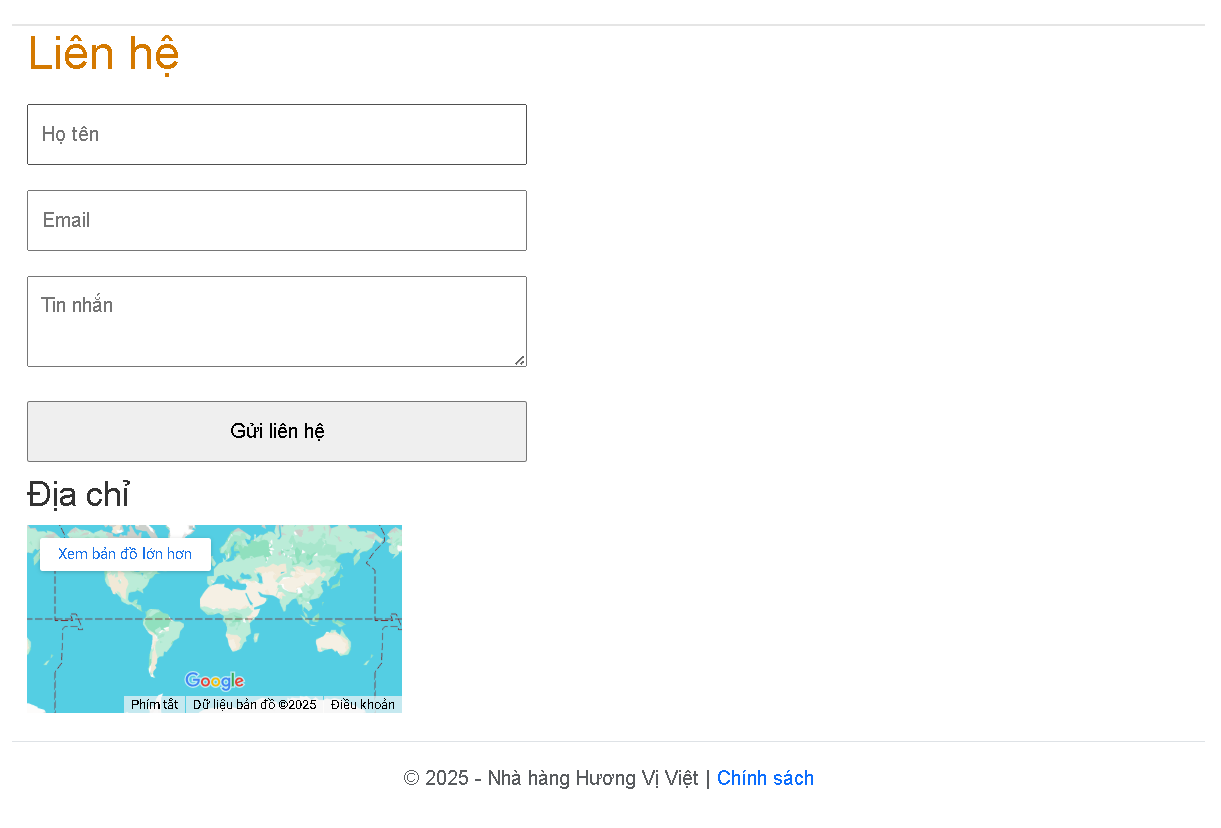 Liên hệ
Họ tên
Email
Tin nhắn
Gửi liên hệ
Địa chỉ
Xem bản đồ lớn hơn
Google
Phím tắt Dữ liệu bản đồ ©2025 Điều khoản
© 2025 - Nhà hàng Hương Vị Việt | Chính sách